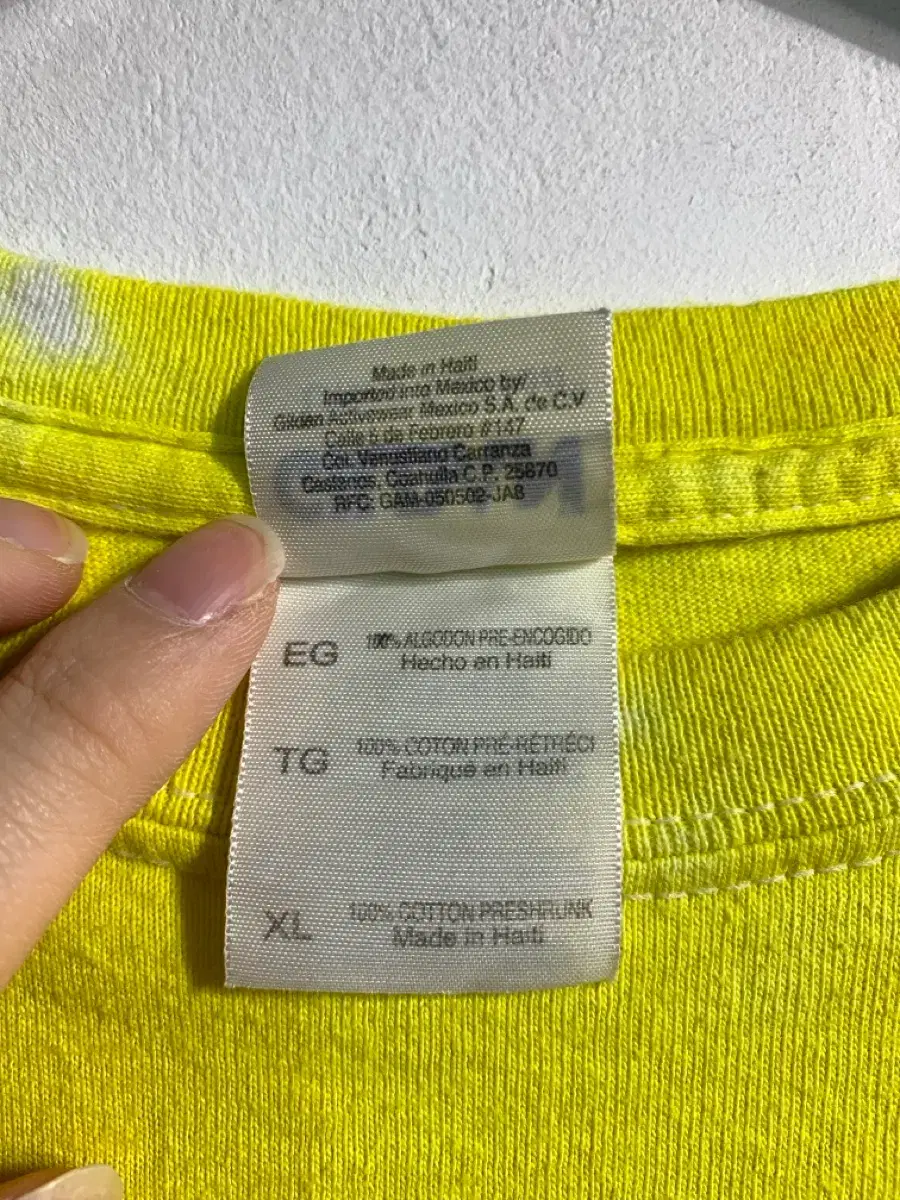 Made in Haiti
Imported into Mexico by/
Gildan Activewear Mexico S.A. de C.V
Calle 5 de Febrero #147
Col. Venustiano Carranza
Castanos, Coahuila C.P. 25870
RFC: GAM-050502-JA8
EG 100% ALGODON PRE-ENCOGIDO
Hecho en Haiti
TG 100% COTON PRÉ-RÉTRÉCI
Fabriqué en Haiti
XL 100% COTTON PRESHRUNK
Made in Haiti